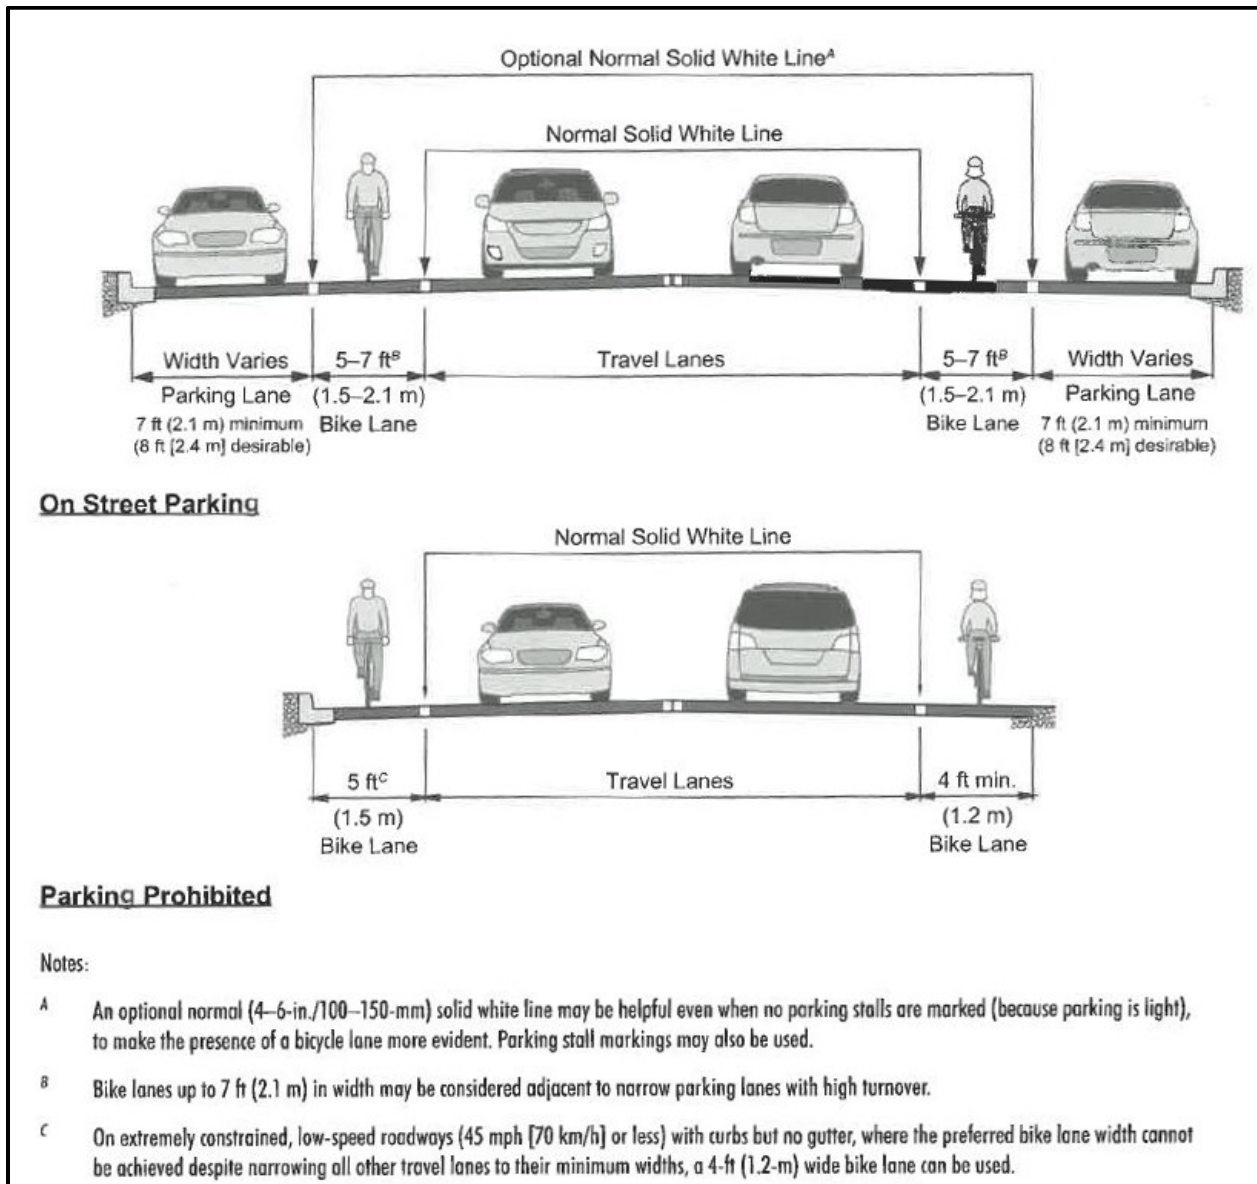 Optional Normal Solid White Lineᴬ
Normal Solid White Line
Width Varies 5–7 ftᴮ Travel Lanes 5–7 ftᴮ Width Varies
Parking Lane (1.5–2.1 m) (1.5–2.1 m) Parking Lane
7 ft (2.1 m) minimum Bike Lane Bike Lane 7 ft (2.1 m) minimum
(8 ft [2.4 m] desirable) (8 ft [2.4 m] desirable)
On Street Parking
Normal Solid White Line
5 ftᶜ Travel Lanes 4 ft min.
(1.5 m) (1.2 m)
Bike Lane Bike Lane
Parking Prohibited
Notes:
A An optional normal (4–6-in./100–150-mm) solid white line may be helpful even when no parking stalls are marked (because parking is light),
to make the presence of a bicycle lane more evident. Parking stall markings may also be used.
B Bike lanes up to 7 ft (2.1 m) in width may be considered adjacent to narrow parking lanes with high turnover.
C On extremely constrained, low-speed roadways (45 mph [70 km/h] or less) with curbs but no gutter, where the preferred bike lane width cannot
be achieved despite narrowing all other travel lanes to their minimum widths, a 4-ft (1.2-m) wide bike lane can be used.